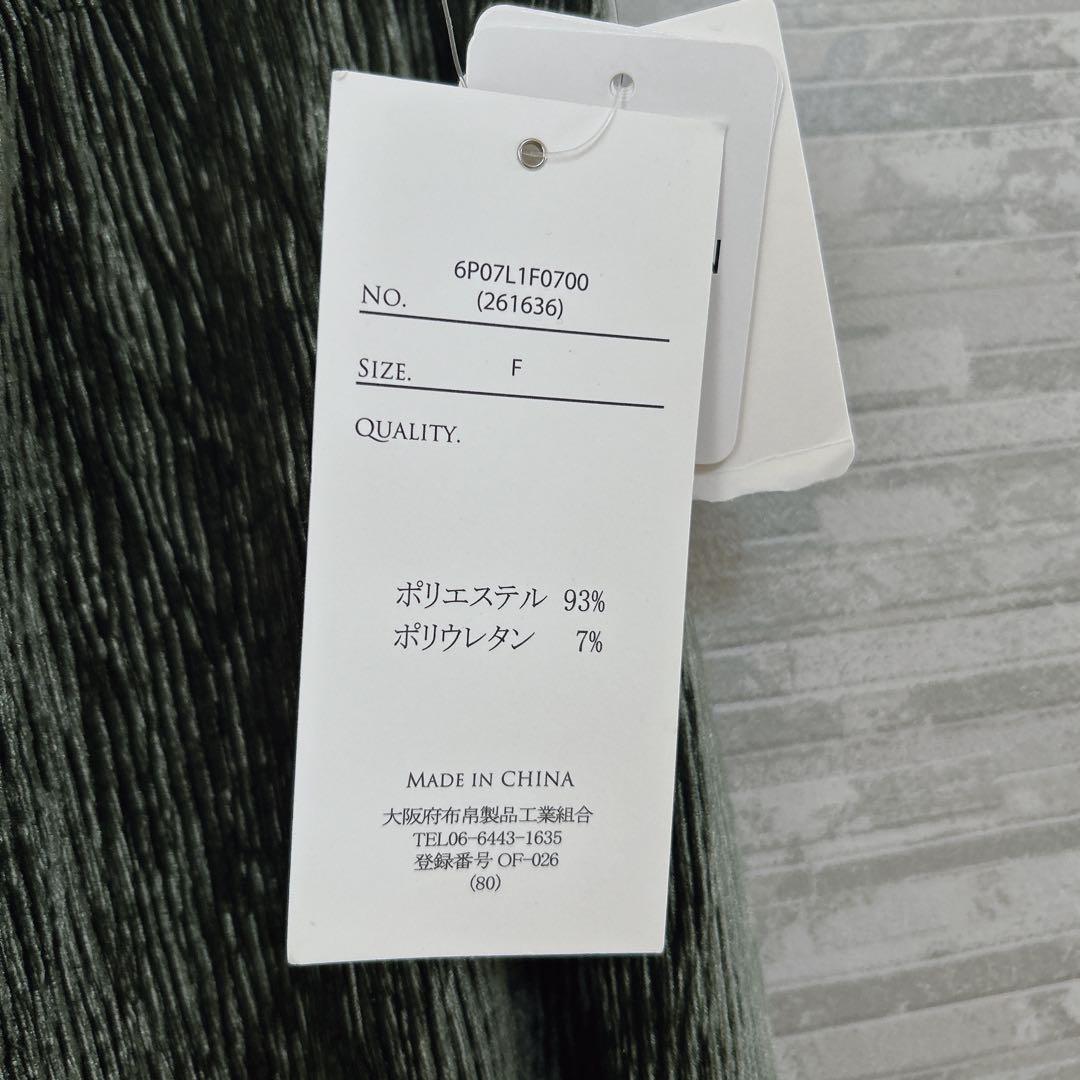 6P07L1F0700
No. (261636)
SIZE. F
QUALITY.
ポリエステル 93%
ポリウレタン 7%
MADE IN CHINA
大阪府布帛製品工業組合
TEL06-6443-1635
登録番号 OF-026
(80)